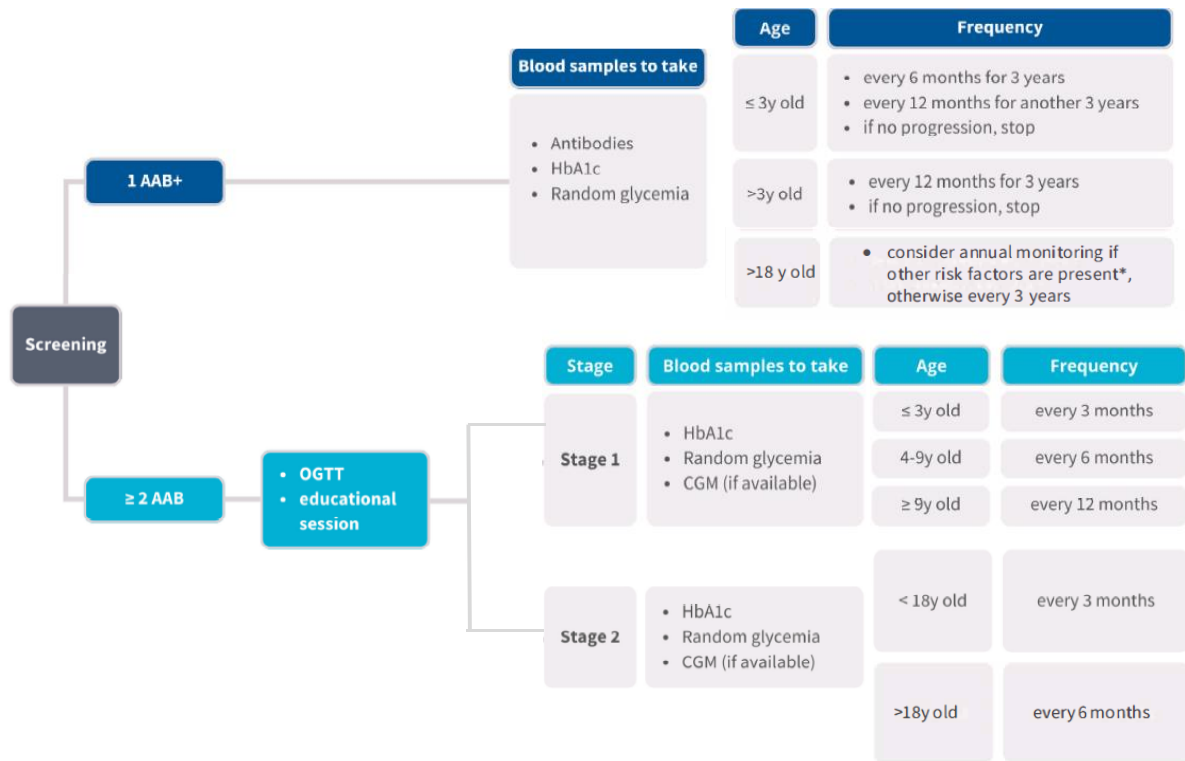 Age
Frequency
Blood samples to take
≤ 3y old
• every 6 months for 3 years
• every 12 months for another 3 years
• if no progression, stop
• Antibodies
• HbA1c
• Random glycemia
1 AAB+
>3y old
• every 12 months for 3 years
• if no progression, stop
>18 y old
• consider annual monitoring if
other risk factors are present*,
otherwise every 3 years
Screening
Stage
Blood samples to take
Age
Frequency
Stage 1
• HbA1c
• Random glycemia
• CGM (if available)
≤ 3y old
every 3 months
4-9y old
every 6 months
≥ 9y old
every 12 months
≥ 2 AAB
• OGTT
• educational
session
Stage 2
• HbA1c
• Random glycemia
• CGM (if available)
< 18y old
every 3 months
>18y old
every 6 months